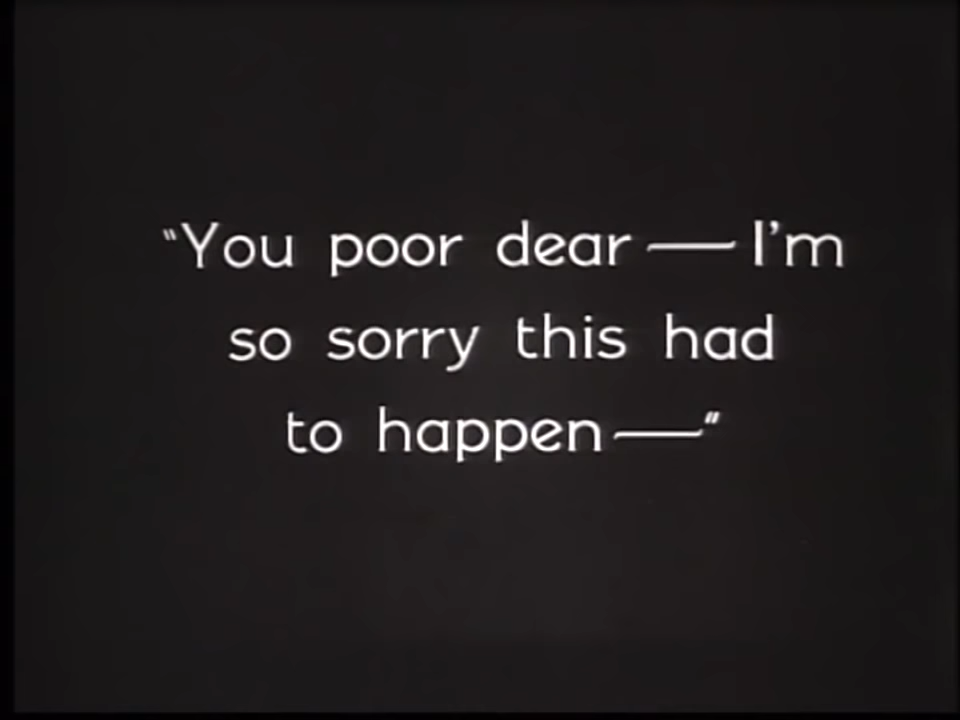 "You poor dear — I'm
so sorry this had
to happen —"